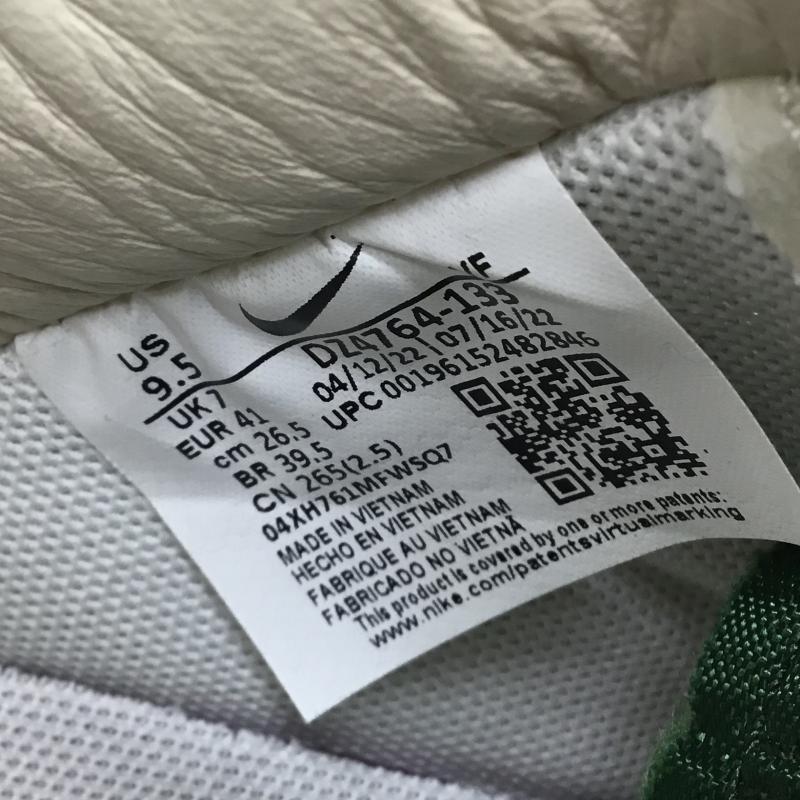 US
9.5
VF
DZ4764-133
04/12/22 07/16/22
UPC 00196152482846
UK 7
EUR 41
cm 26.5
BR 39.5
CN 265(2.5)
04XH761MFWSQ7
MADE IN VIETNAM
HECHO EN VIETNAM
FABRIQUE AU VIETNAM
FABRICADO NO VIETNÃ
This product is covered by one or more patents:
www.nike.com/patentsvirtualmarking